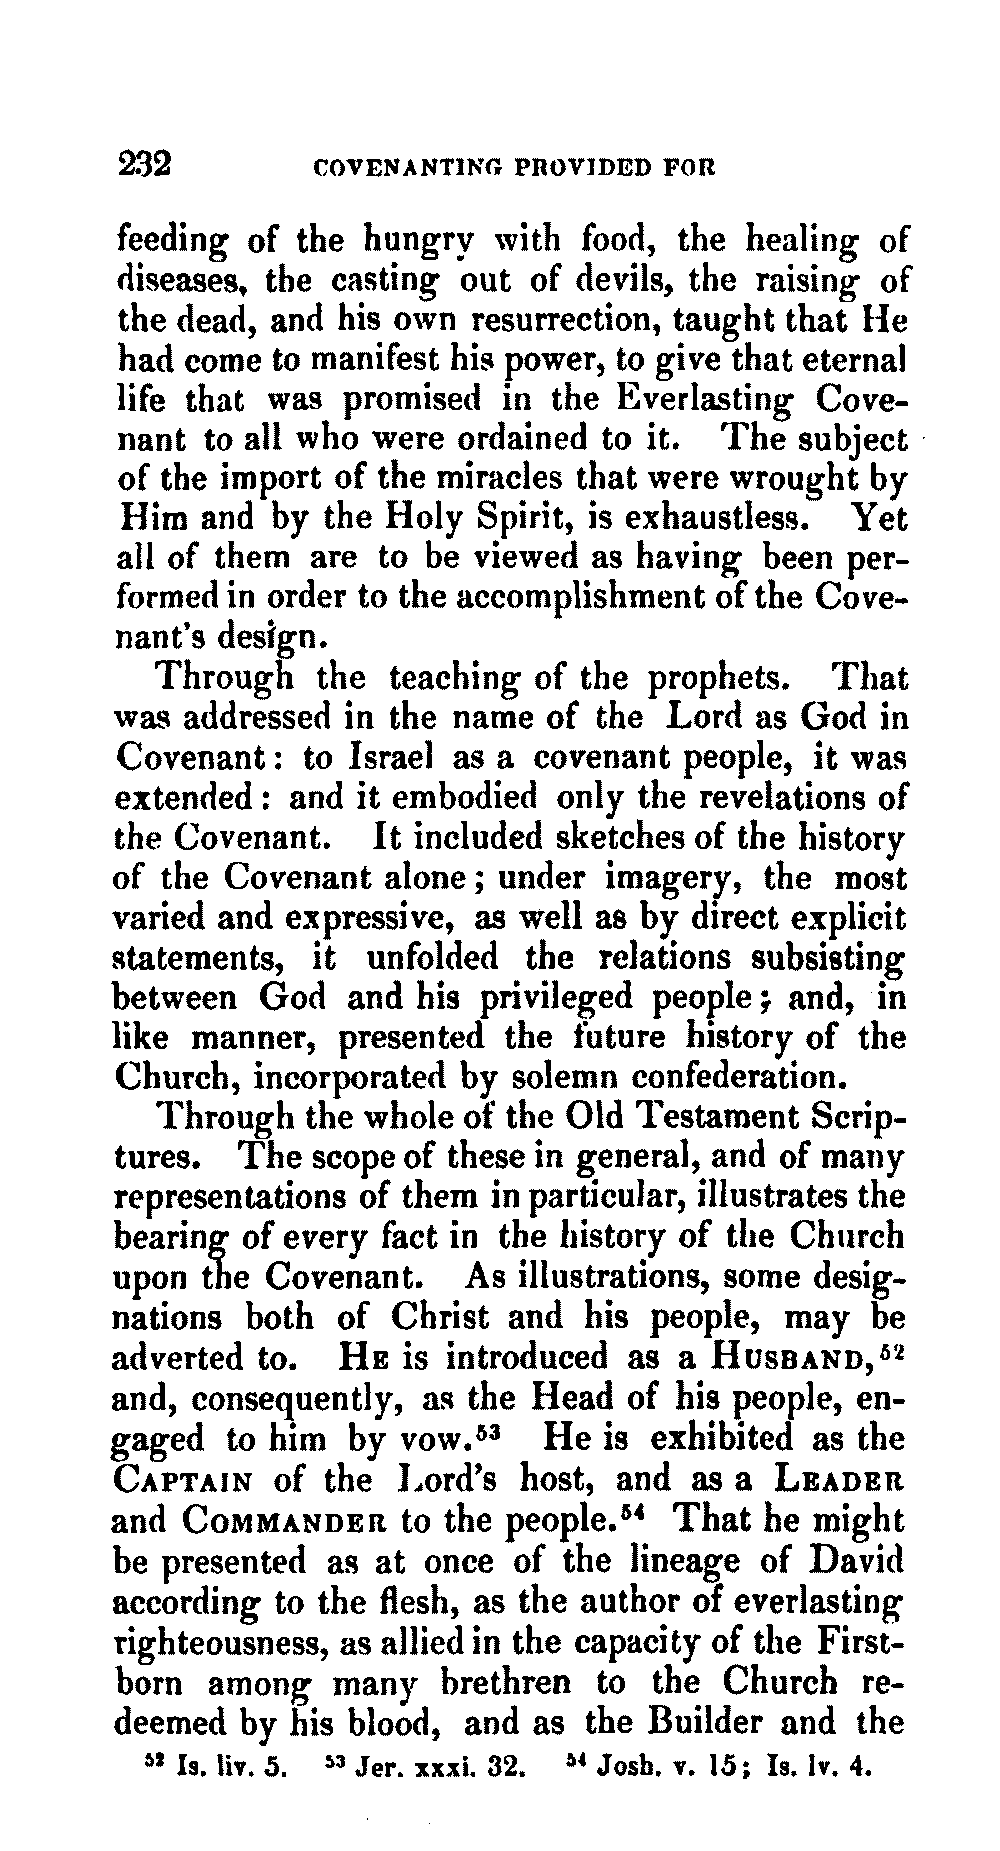 232 COVENANTING PROVIDED FOR
feeding of the hungry with food, the healing of
diseases, the casting out of devils, the raising of
the dead, and his own resurrection, taught that He
had come to manifest his power, to give that eternal
life that was promised in the Everlasting Cove-
nant to all who were ordained to it. The subject
of the import of the miracles that were wrought by
Him and by the Holy Spirit, is exhaustless. Yet
all of them are to be viewed as having been per-
formed in order to the accomplishment of the Cove-
nant's design.
Through the teaching of the prophets. That
was addressed in the name of the Lord as God in
Covenant: to Israel as a covenant people, it was
extended: and it embodied only the revelations of
the Covenant. It included sketches of the history
of the Covenant alone; under imagery, the most
varied and expressive, as well as by direct explicit
statements, it unfolded the relations subsisting
between God and his privileged people; and, in
like manner, presented the future history of the
Church, incorporated by solemn confederation.
Through the whole of the Old Testament Scrip-
tures. The scope of these in general, and of many
representations of them in particular, illustrates the
bearing of every fact in the history of the Church
upon the Covenant. As illustrations, some desig-
nations both of Christ and his people, may be
adverted to. HE is introduced as a HUSBAND,⁵²
and, consequently, as the Head of his people, en-
gaged to him by vow.⁵³ He is exhibited as the
CAPTAIN of the Lord's host, and as a LEADER
and COMMANDER to the people.⁵⁴ That he might
be presented as at once of the lineage of David
according to the flesh, as the author of everlasting
righteousness, as allied in the capacity of the First-
born among many brethren to the Church re-
deemed by his blood, and as the Builder and the
⁵² Is. liv. 5. ⁵³ Jer. xxxi. 32. ⁵⁴ Josh. v. 15; Is. lv. 4.